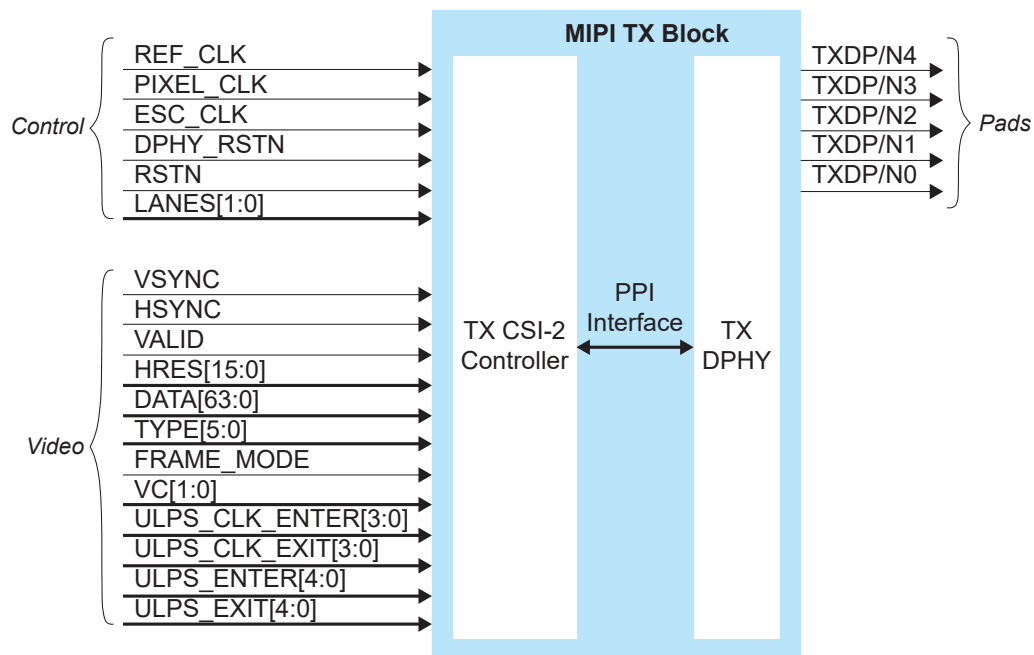 MIPI TX Block
Control
REF_CLK
PIXEL_CLK
ESC_CLK
DPHY_RSTN
RSTN
LANES[1:0]
Video
VSYNC
HSYNC
VALID
HRES[15:0]
DATA[63:0]
TYPE[5:0]
FRAME_MODE
VC[1:0]
ULPS_CLK_ENTER[3:0]
ULPS_CLK_EXIT[3:0]
ULPS_ENTER[4:0]
ULPS_EXIT[4:0]
TX CSI-2
Controller
PPI
Interface
TX
DPHY
TXDP/N4
TXDP/N3
TXDP/N2
TXDP/N1
TXDP/N0
Pads